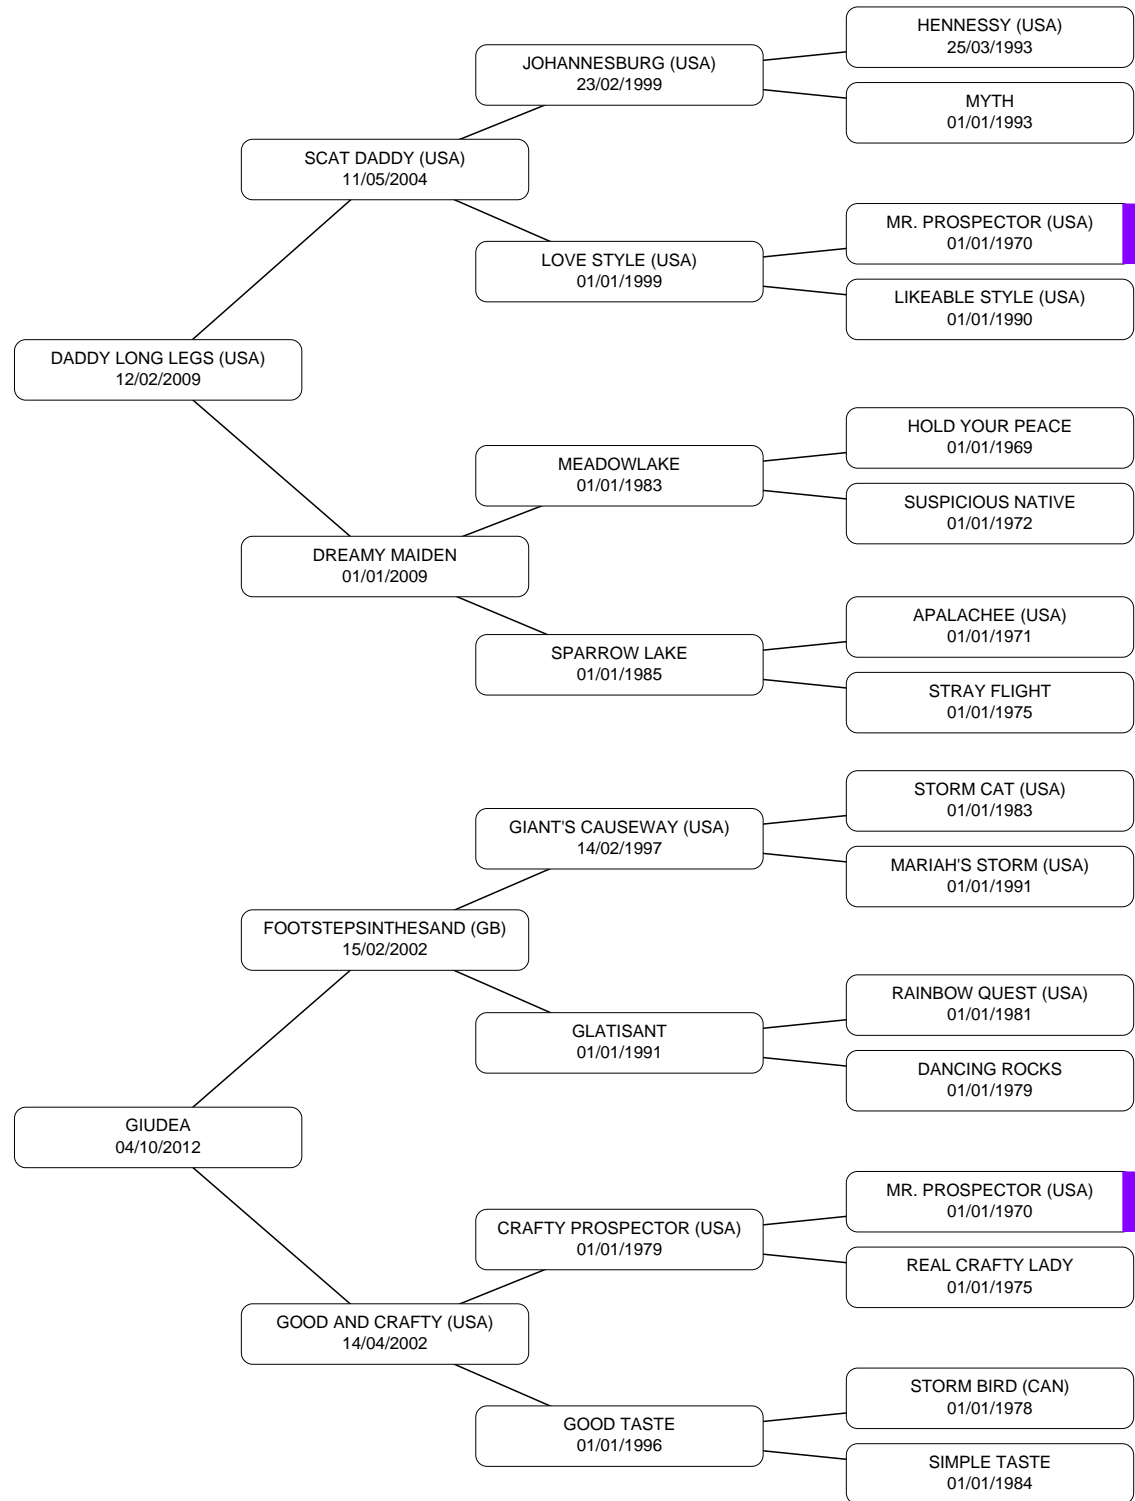 HENNESSY (USA)
25/03/1993
JOHANNESBURG (USA)
23/02/1999
MYTH
01/01/1993
SCAT DADDY (USA)
11/05/2004
MR. PROSPECTOR (USA)
01/01/1970
LOVE STYLE (USA)
01/01/1999
LIKEABLE STYLE (USA)
01/01/1990
DADDY LONG LEGS (USA)
12/02/2009
HOLD YOUR PEACE
01/01/1969
MEADOWLAKE
01/01/1983
SUSPICIOUS NATIVE
01/01/1972
DREAMY MAIDEN
01/01/2009
APALACHEE (USA)
01/01/1971
SPARROW LAKE
01/01/1985
STRAY FLIGHT
01/01/1975
STORM CAT (USA)
01/01/1983
GIANT'S CAUSEWAY (USA)
14/02/1997
MARIAH'S STORM (USA)
01/01/1991
FOOTSTEPSINTHESAND (GB)
15/02/2002
RAINBOW QUEST (USA)
01/01/1981
GLATISANT
01/01/1991
DANCING ROCKS
01/01/1979
GIUDEA
04/10/2012
MR. PROSPECTOR (USA)
01/01/1970
CRAFTY PROSPECTOR (USA)
01/01/1979
REAL CRAFTY LADY
01/01/1975
GOOD AND CRAFTY (USA)
14/04/2002
STORM BIRD (CAN)
01/01/1978
GOOD TASTE
01/01/1996
SIMPLE TASTE
01/01/1984